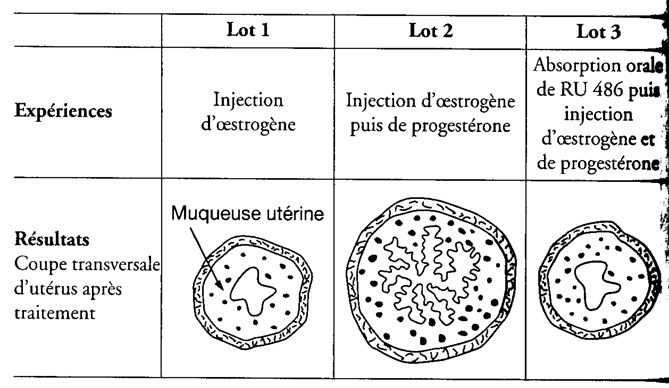 Lot 1
Lot 2
Lot 3
Expériences
Injection
d'œstrogène
Injection d'œstrogène
puis de progestérone
Absorption orale
de RU 486 puis
injection
d'œstrogène et
de progestérone
Résultats
Coupe transversale
d'utérus après
traitement
Muqueuse utérine